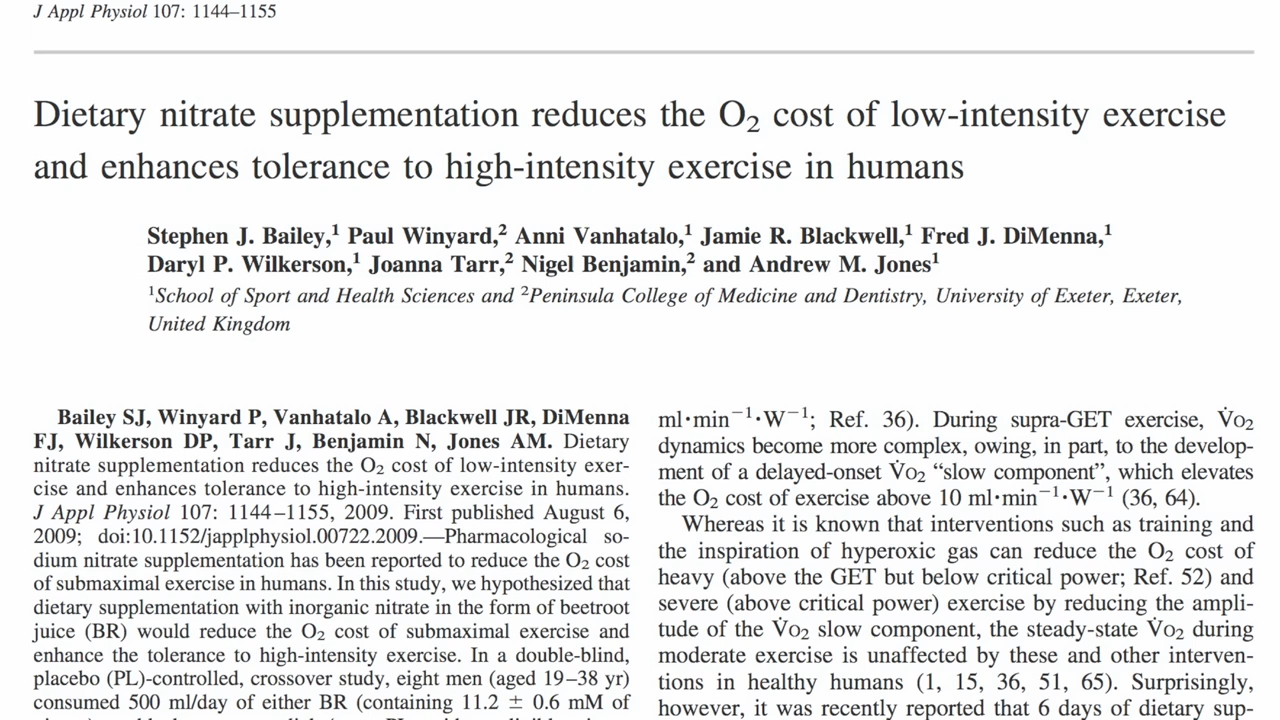 J Appl Physiol 107: 1144–1155
Dietary nitrate supplementation reduces the O₂ cost of low-intensity exercise
and enhances tolerance to high-intensity exercise in humans
Stephen J. Bailey,¹ Paul Winyard,² Anni Vanhatalo,¹ Jamie R. Blackwell,¹ Fred J. DiMenna,¹
Daryl P. Wilkerson,¹ Joanna Tarr,² Nigel Benjamin,² and Andrew M. Jones¹
¹School of Sport and Health Sciences and ²Peninsula College of Medicine and Dentistry, University of Exeter, Exeter,
United Kingdom
Bailey SJ, Winyard P, Vanhatalo A, Blackwell JR, DiMenna
FJ, Wilkerson DP, Tarr J, Benjamin N, Jones AM. Dietary
nitrate supplementation reduces the O₂ cost of low-intensity exer-
cise and enhances tolerance to high-intensity exercise in humans.
J Appl Physiol 107: 1144–1155, 2009. First published August 6,
2009; doi:10.1152/japplphysiol.00722.2009.—Pharmacological so-
dium nitrate supplementation has been reported to reduce the O₂ cost
of submaximal exercise in humans. In this study, we hypothesized that
dietary supplementation with inorganic nitrate in the form of beetroot
juice (BR) would reduce the O₂ cost of submaximal exercise and
enhance the tolerance to high-intensity exercise. In a double-blind,
placebo (PL)-controlled, crossover study, eight men (aged 19–38 yr)
consumed 500 ml/day of either BR (containing 11.2 ± 0.6 mM of
ml·min⁻¹·W⁻¹; Ref. 36). During supra-GET exercise, V̇O₂
dynamics become more complex, owing, in part, to the develop-
ment of a delayed-onset V̇O₂ “slow component”, which elevates
the O₂ cost of exercise above 10 ml·min⁻¹·W⁻¹ (36, 64).
Whereas it is known that interventions such as training and
the inspiration of hyperoxic gas can reduce the O₂ cost of
heavy (above the GET but below critical power; Ref. 52) and
severe (above critical power) exercise by reducing the ampli-
tude of the V̇O₂ slow component, the steady-state V̇O₂ during
moderate exercise is unaffected by these and other interven-
tions in healthy humans (1, 15, 36, 51, 65). Surprisingly,
however, it was recently reported that 6 days of dietary sup-